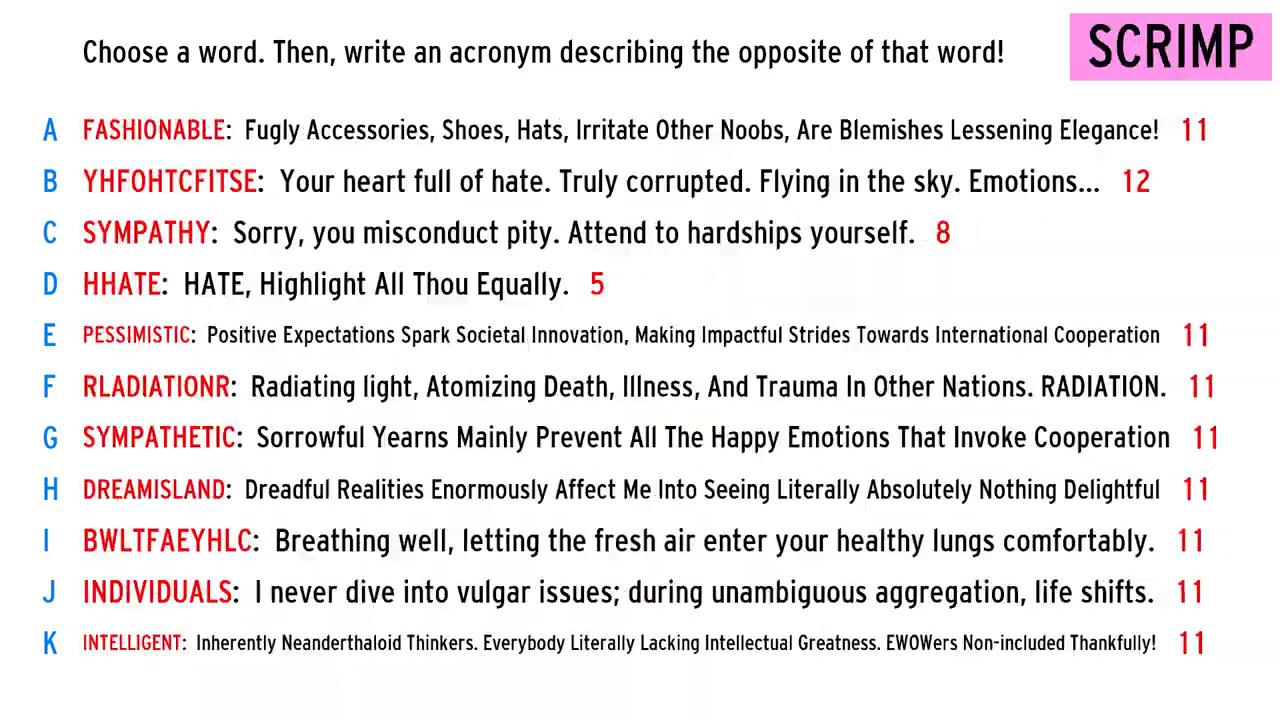 Choose a word. Then, write an acronym describing the opposite of that word!
SCRIMP
A FASHIONABLE: Fugly Accessories, Shoes, Hats, Irritate Other Noobs, Are Blemishes Lessening Elegance! 11
B YHFOHTCFITSE: Your heart full of hate. Truly corrupted. Flying in the sky. Emotions... 12
C SYMPATHY: Sorry, you misconduct pity. Attend to hardships yourself. 8
D HHATE: HATE, Highlight All Thou Equally. 5
E PESSIMISTIC: Positive Expectations Spark Societal Innovation, Making Impactful Strides Towards International Cooperation 11
F RLADIATIONR: Radiating light, Atomizing Death, Illness, And Trauma In Other Nations. RADIATION. 11
G SYMPATHETIC: Sorrowful Yearns Mainly Prevent All The Happy Emotions That Invoke Cooperation 11
H DREAMISLAND: Dreadful Realities Enormously Affect Me Into Seeing Literally Absolutely Nothing Delightful 11
I BWLTFAEYHLC: Breathing well, letting the fresh air enter your healthy lungs comfortably. 11
J INDIVIDUALS: I never dive into vulgar issues; during unambiguous aggregation, life shifts. 11
K INTELLIGENT: Inherently Neanderthaloid Thinkers. Everybody Literally Lacking Intellectual Greatness. EWOWers Non-included Thankfully! 11